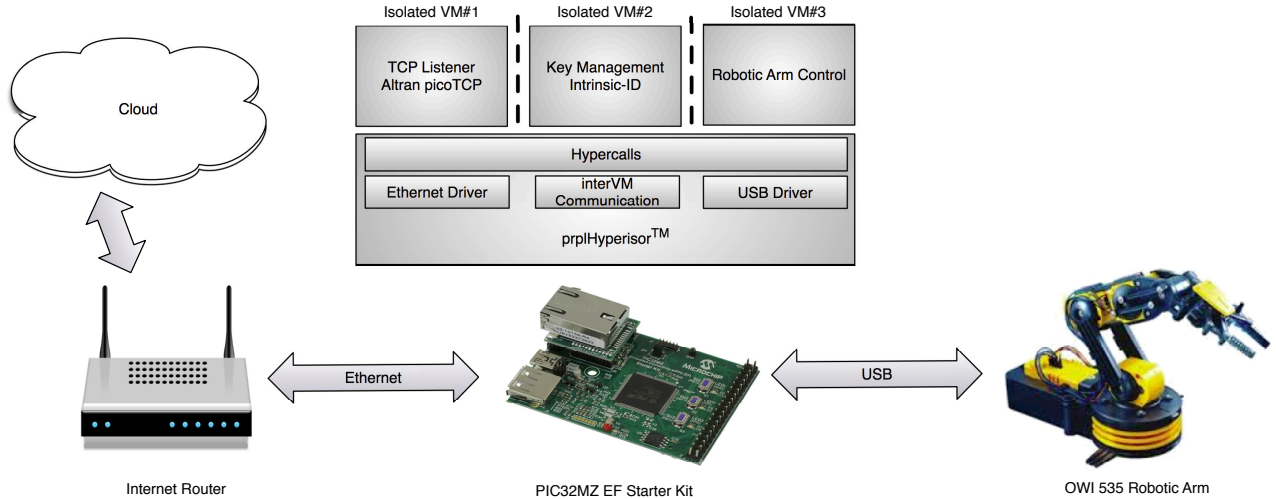 Isolated VM#1
Isolated VM#2
Isolated VM#3
TCP Listener
Altran picoTCP
Key Management
Intrinsic-ID
Robotic Arm Control
Cloud
Hypercalls
Ethernet Driver
interVM
Communication
USB Driver
prplHyperisor™
MICROCHIP
Ethernet
USB
Internet Router
PIC32MZ EF Starter Kit
OWI 535 Robotic Arm